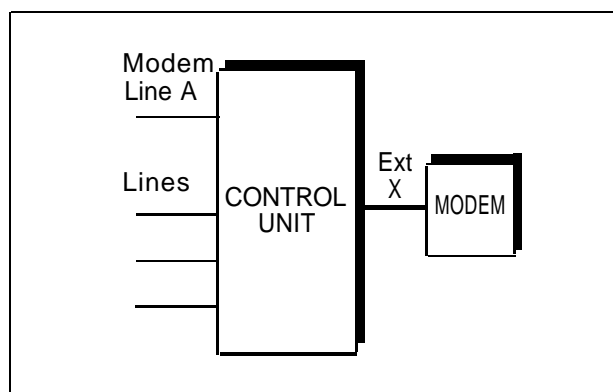 Modem
Line A
Lines
CONTROL
UNIT
Ext
X
MODEM